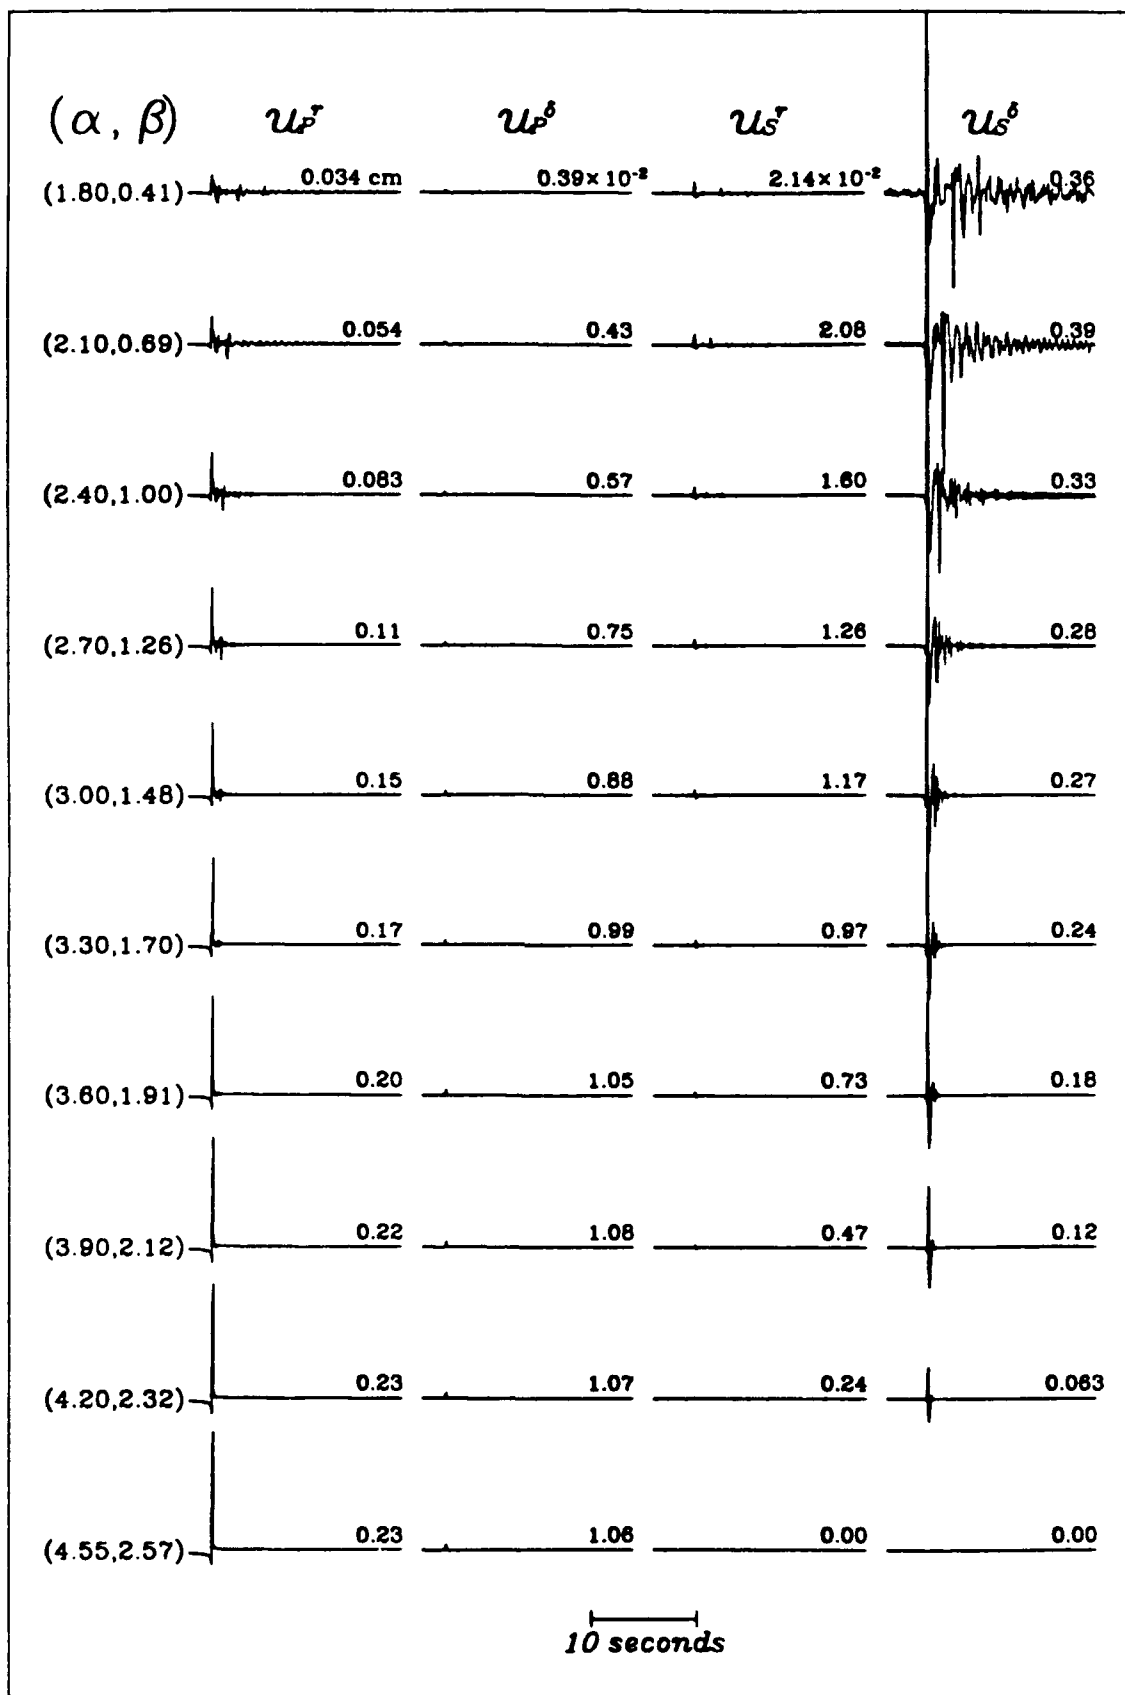 (α, β) u_P^r u_P^δ u_S^r u_S^δ
(1.80,0.41) 0.034 cm 0.39×10⁻² 2.14×10⁻² 0.36
(2.10,0.69) 0.054 0.43 2.08 0.39
(2.40,1.00) 0.083 0.57 1.60 0.33
(2.70,1.26) 0.11 0.75 1.26 0.28
(3.00,1.48) 0.15 0.88 1.17 0.27
(3.30,1.70) 0.17 0.99 0.97 0.24
(3.60,1.91) 0.20 1.05 0.73 0.18
(3.90,2.12) 0.22 1.08 0.47 0.12
(4.20,2.32) 0.23 1.07 0.24 0.063
(4.55,2.57) 0.23 1.06 0.00 0.00
10 seconds